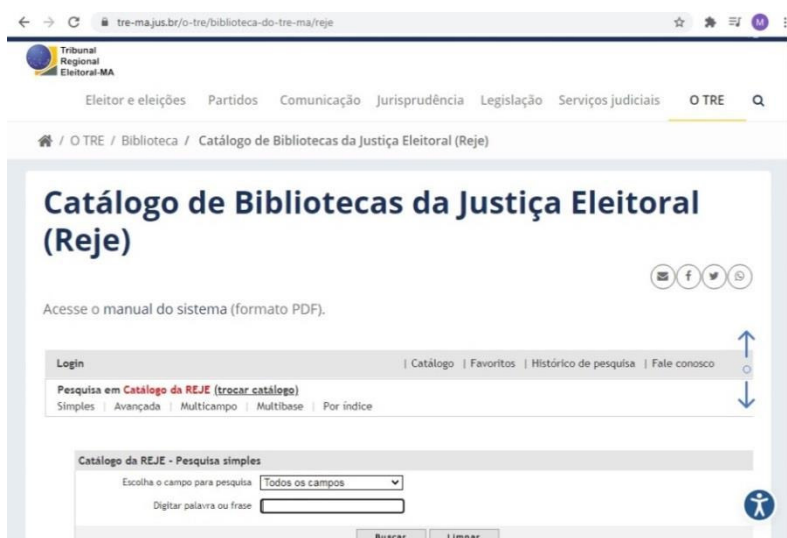 tre-ma.jus.br/o-tre/biblioteca-do-tre-ma/reje
M
Tribunal
Regional
Eleitoral-MA
Eleitor e eleições Partidos Comunicação Jurisprudência Legislação Serviços judiciais O TRE
/ O TRE / Biblioteca / Catálogo de Bibliotecas da Justiça Eleitoral (Reje)
Catálogo de Bibliotecas da Justiça Eleitoral
(Reje)
Acesse o manual do sistema (formato PDF).
Login | Catálogo | Favoritos | Histórico de pesquisa | Fale conosco
Pesquisa em Catálogo da REJE (trocar catálogo)
Simples | Avançada | Multicampo | Multibase | Por índice
Catálogo da REJE - Pesquisa simples
Escolha o campo para pesquisa Todos os campos
Digitar palavra ou frase
Buscar Limpar